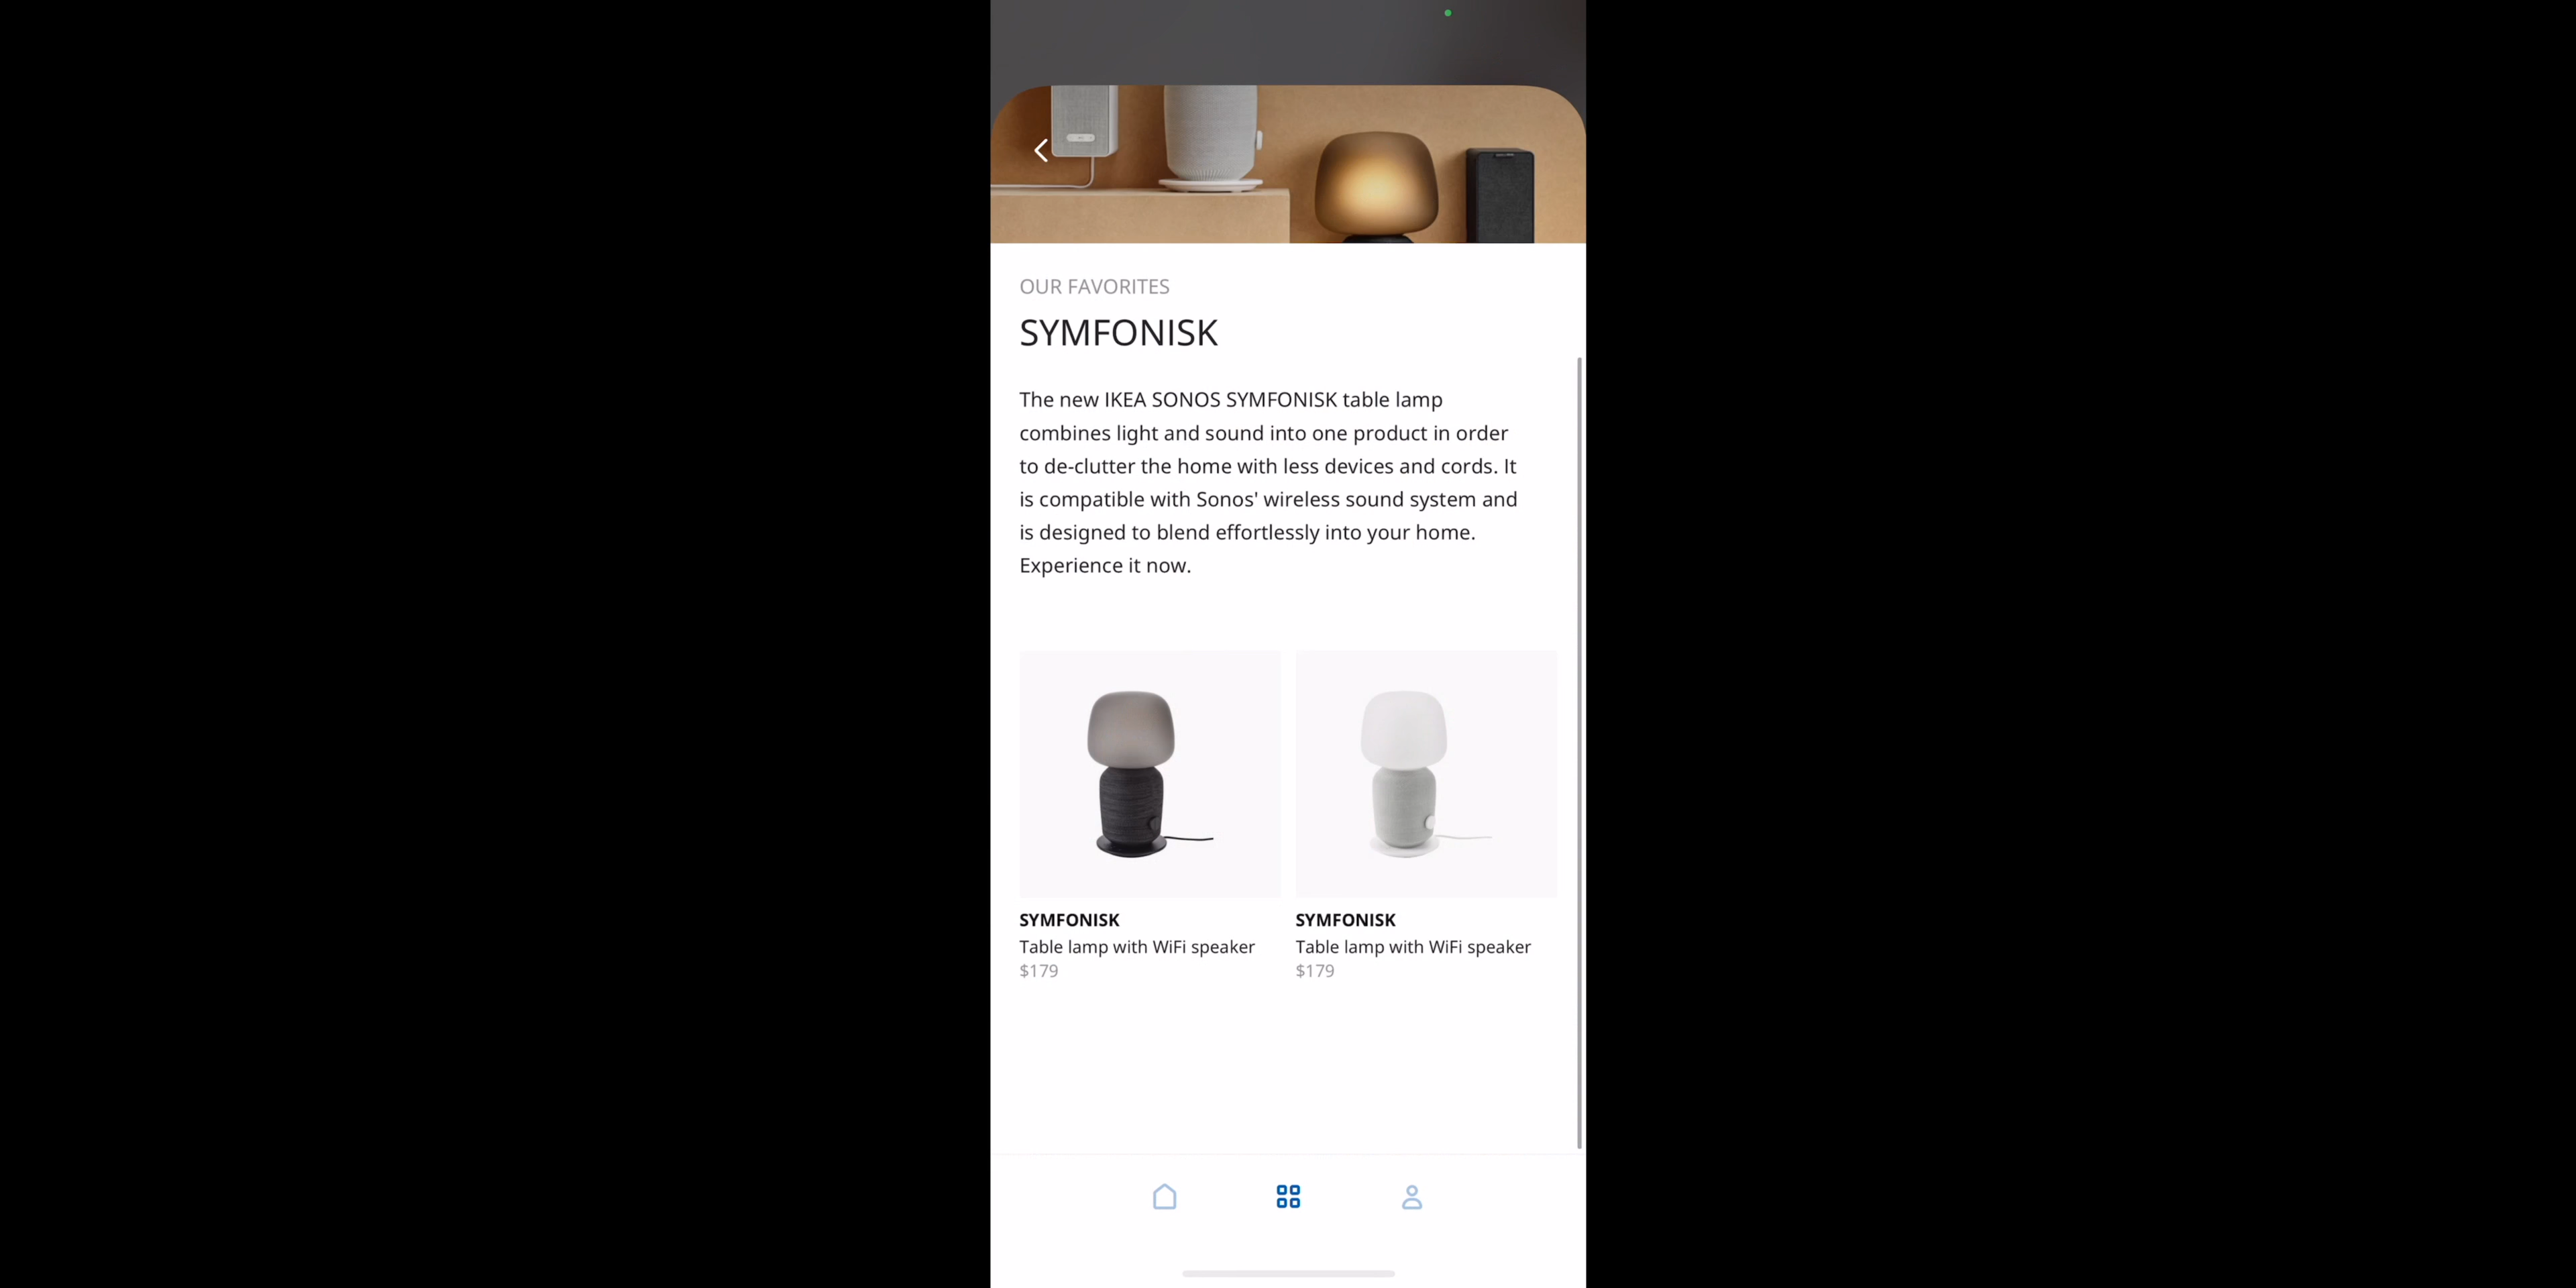 OUR FAVORITES
SYMFONISK
The new IKEA SONOS SYMFONISK table lamp
combines light and sound into one product in order
to de-clutter the home with less devices and cords. It
is compatible with Sonos' wireless sound system and
is designed to blend effortlessly into your home.
Experience it now.
SYMFONISK
Table lamp with WiFi speaker
$179
SYMFONISK
Table lamp with WiFi speaker
$179